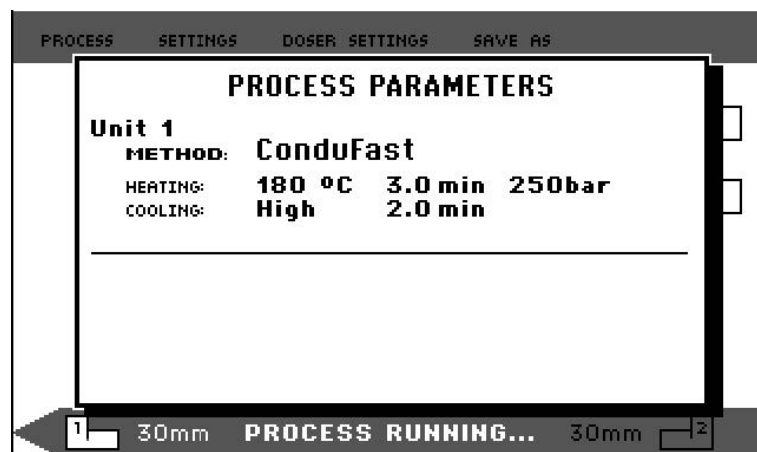 PROCESS SETTINGS DOSER SETTINGS SAVE AS
PROCESS PARAMETERS
Unit 1
METHOD: ConduFast
HEATING: 180 ºC 3.0 min 250bar
COOLING: High 2.0 min
1 30mm PROCESS RUNNING... 30mm 2